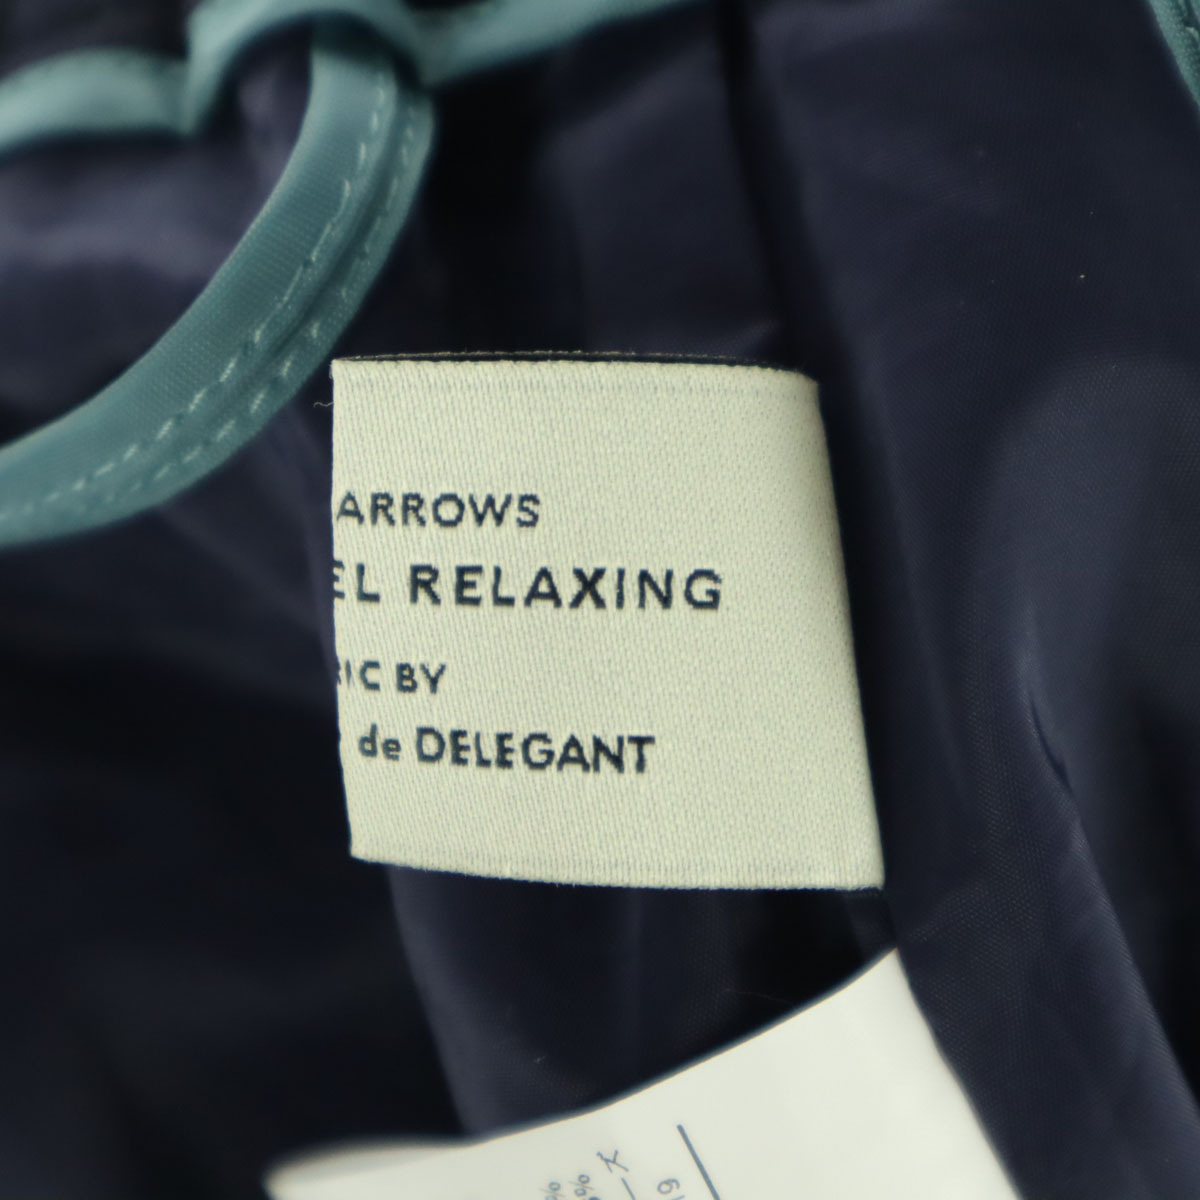 ARROWS
EL RELAXING
RIC BY
de DELEGANT